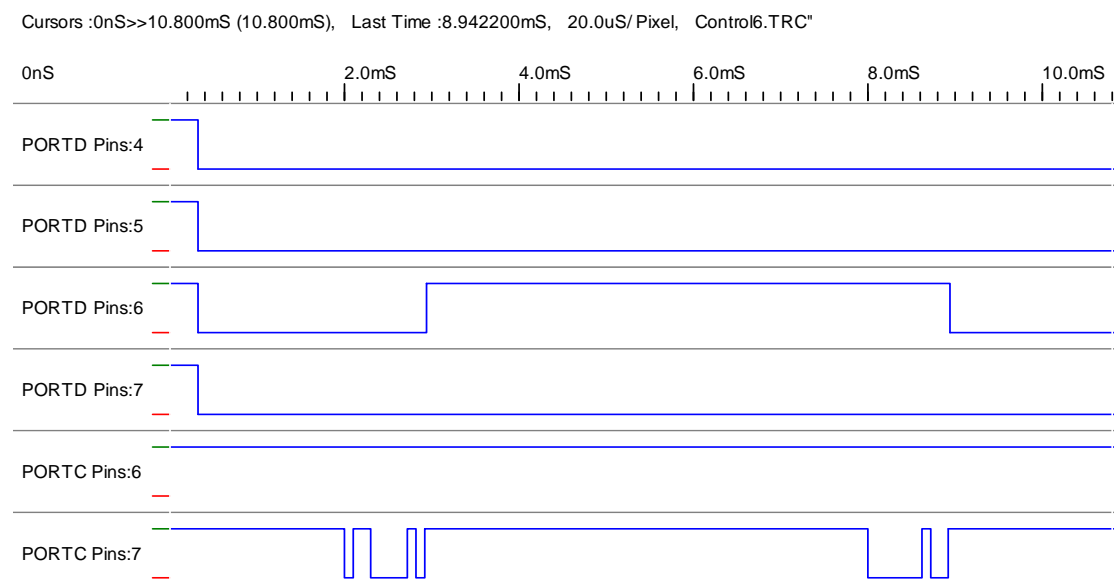 Cursors :0nS>>10.800mS (10.800mS), Last Time :8.942200mS, 20.0uS/Pixel, Control6.TRC"
0nS 2.0mS 4.0mS 6.0mS 8.0mS 10.0mS
PORTD Pins:4
PORTD Pins:5
PORTD Pins:6
PORTD Pins:7
PORTC Pins:6
PORTC Pins:7